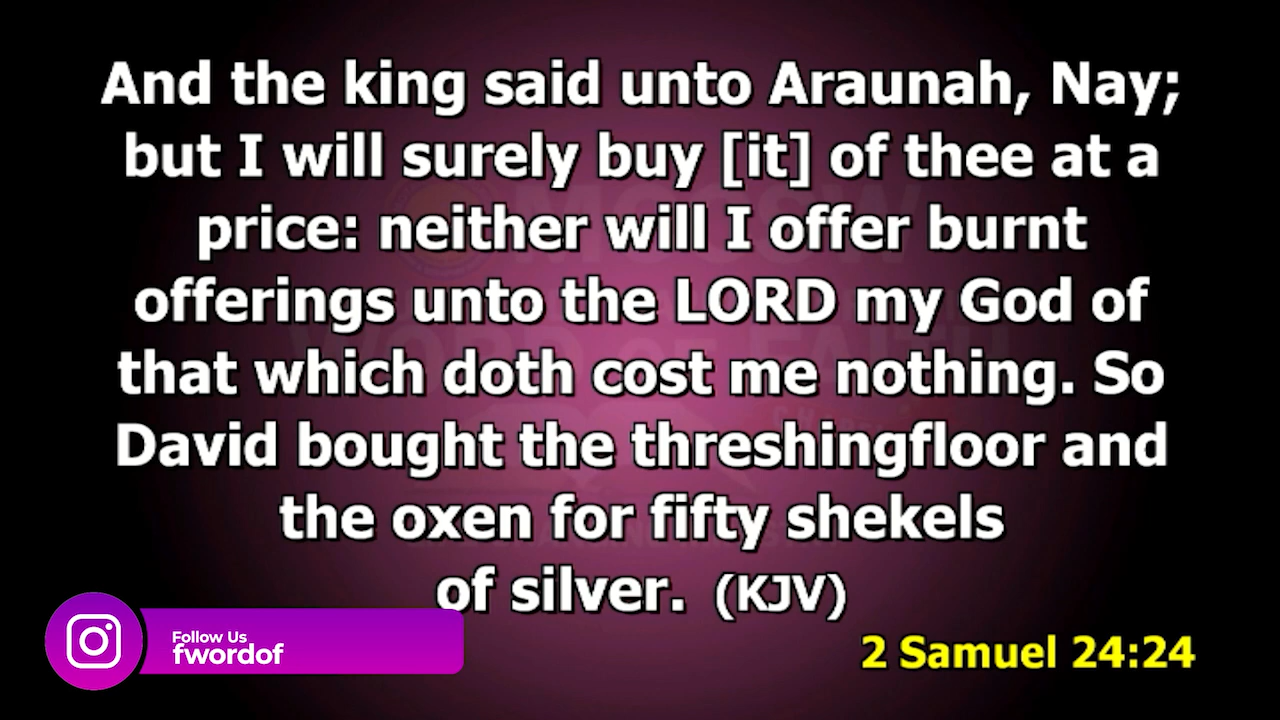 And the king said unto Araunah, Nay;
but I will surely buy [it] of thee at a
price: neither will I offer burnt
offerings unto the LORD my God of
that which doth cost me nothing. So
David bought the threshingfloor and
the oxen for fifty shekels
of silver. (KJV)
2 Samuel 24:24
Follow Us
fwordof